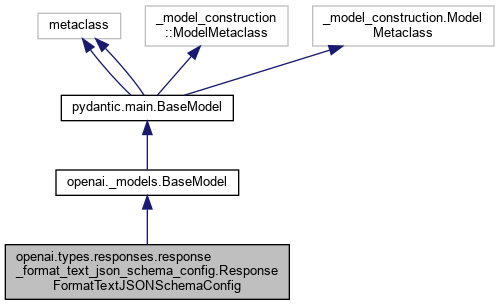 metaclass
_model_construction
::ModelMetaclass
_model_construction.Model
Metaclass
pydantic.main.BaseModel
openai._models.BaseModel
openai.types.responses.response
_format_text_json_schema_config.Response
FormatTextJSONSchemaConfig